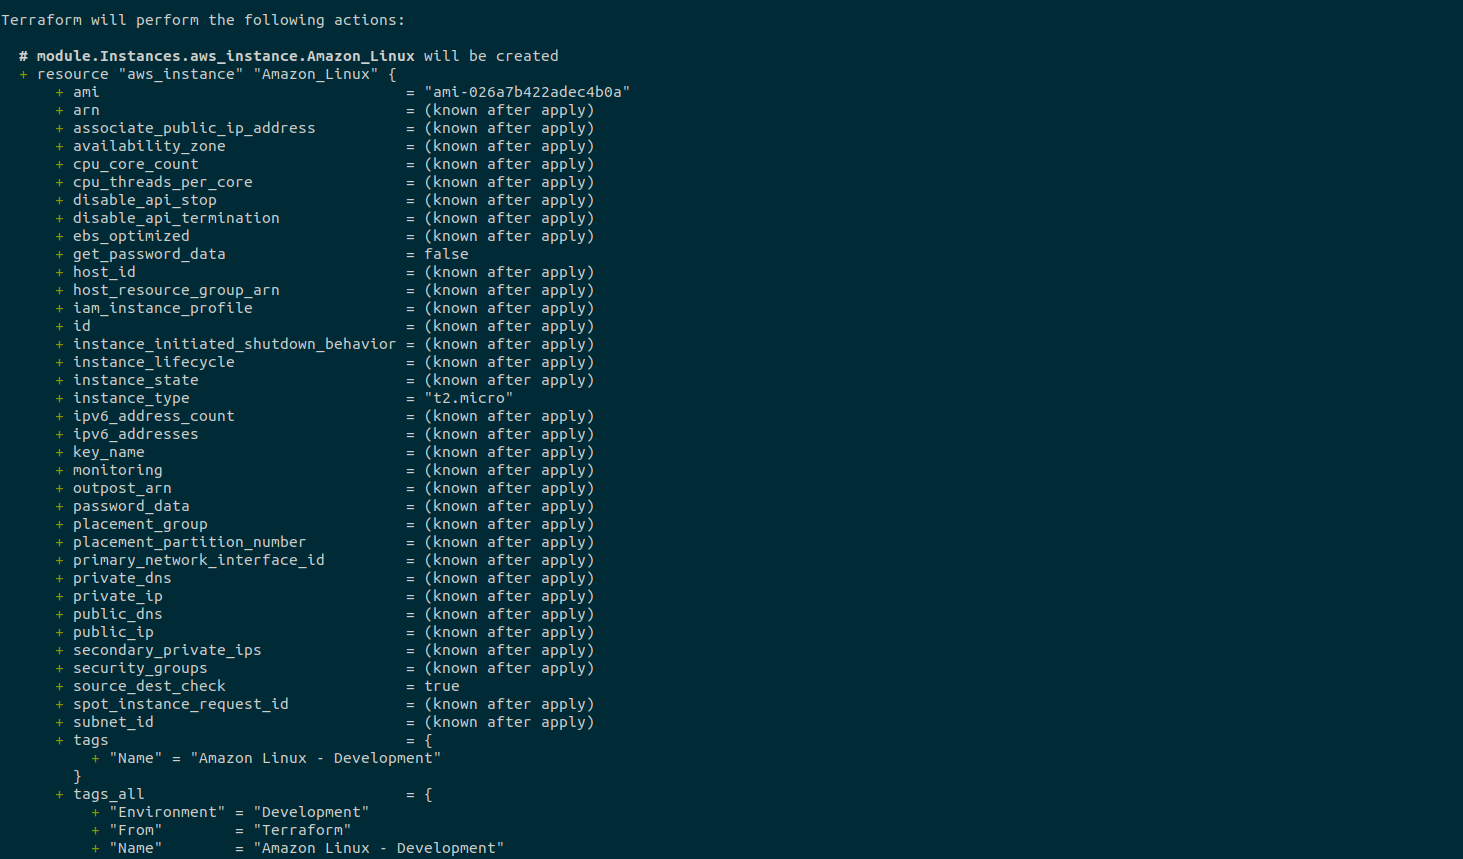 Terraform will perform the following actions:
# module.Instances.aws_instance.Amazon_Linux will be created
+ resource "aws_instance" "Amazon_Linux" {
+ ami = "ami-026a7b422adec4b0a"
+ arn = (known after apply)
+ associate_public_ip_address = (known after apply)
+ availability_zone = (known after apply)
+ cpu_core_count = (known after apply)
+ cpu_threads_per_core = (known after apply)
+ disable_api_stop = (known after apply)
+ disable_api_termination = (known after apply)
+ ebs_optimized = (known after apply)
+ get_password_data = false
+ host_id = (known after apply)
+ host_resource_group_arn = (known after apply)
+ iam_instance_profile = (known after apply)
+ id = (known after apply)
+ instance_initiated_shutdown_behavior = (known after apply)
+ instance_lifecycle = (known after apply)
+ instance_state = (known after apply)
+ instance_type = "t2.micro"
+ ipv6_address_count = (known after apply)
+ ipv6_addresses = (known after apply)
+ key_name = (known after apply)
+ monitoring = (known after apply)
+ outpost_arn = (known after apply)
+ password_data = (known after apply)
+ placement_group = (known after apply)
+ placement_partition_number = (known after apply)
+ primary_network_interface_id = (known after apply)
+ private_dns = (known after apply)
+ private_ip = (known after apply)
+ public_dns = (known after apply)
+ public_ip = (known after apply)
+ secondary_private_ips = (known after apply)
+ security_groups = (known after apply)
+ source_dest_check = true
+ spot_instance_request_id = (known after apply)
+ subnet_id = (known after apply)
+ tags = {
+ "Name" = "Amazon Linux - Development"
}
+ tags_all = {
+ "Environment" = "Development"
+ "From" = "Terraform"
+ "Name" = "Amazon Linux - Development"